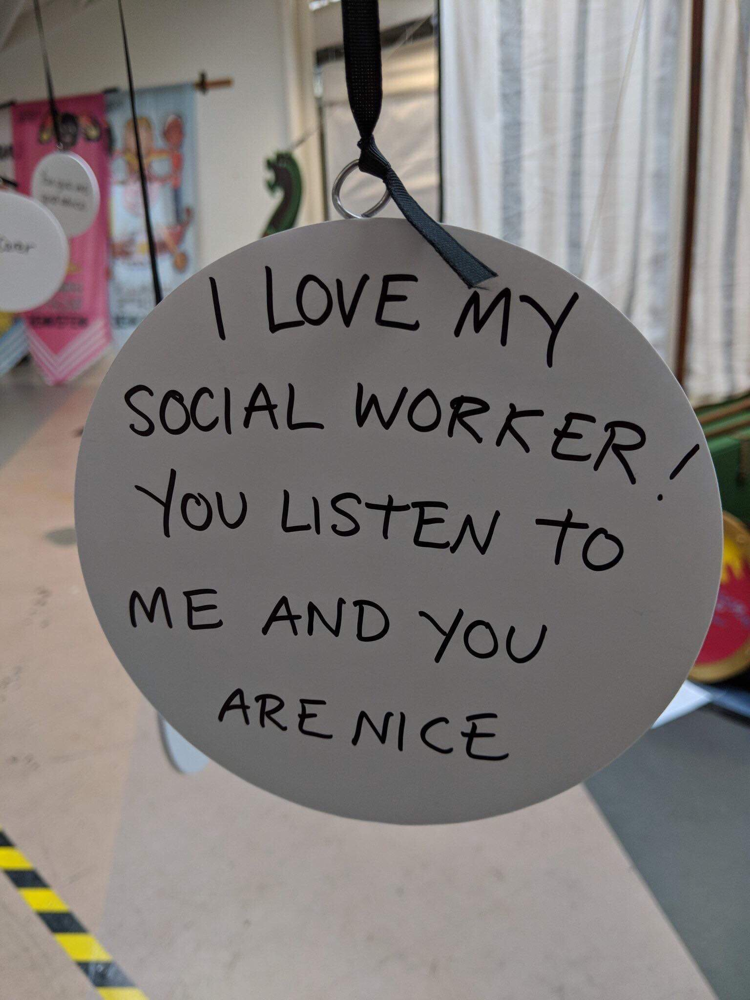 I LOVE MY
SOCIAL WORKER!
YOU LISTEN TO
ME AND YOU
ARE NICE